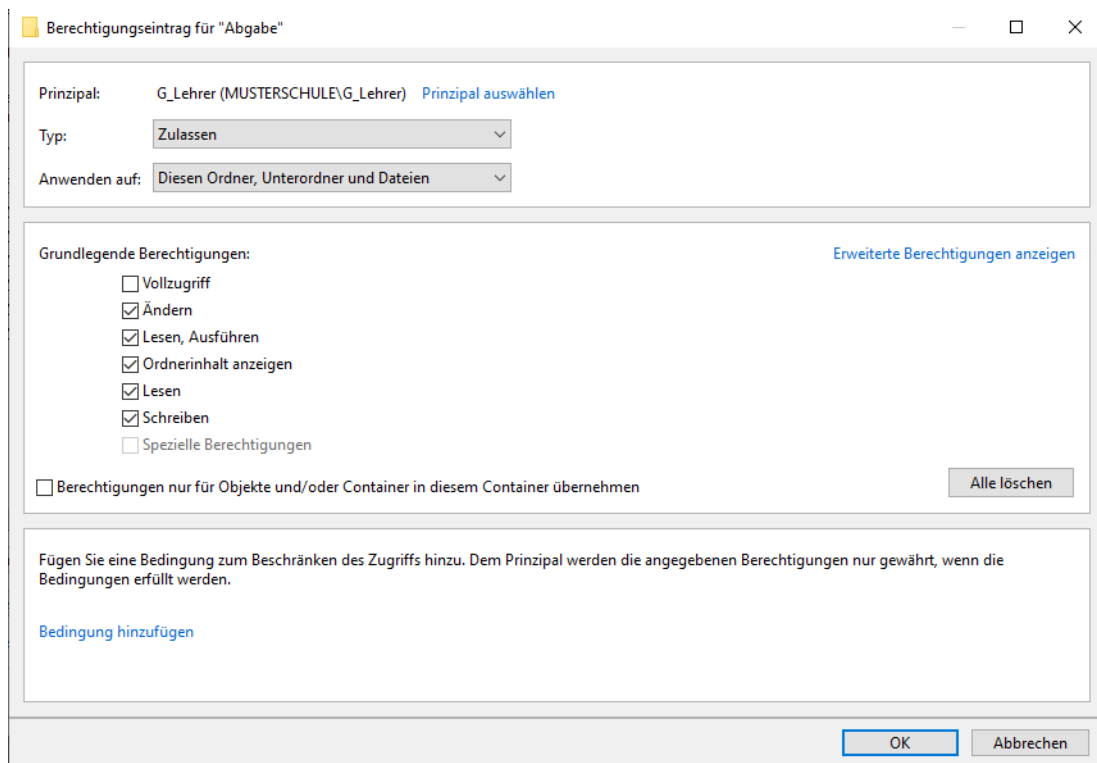 Berechtigungseintrag für "Abgabe"
Prinzipal: G_Lehrer (MUSTERSCHULE\G_Lehrer) Prinzipal auswählen
Typ: Zulassen
Anwenden auf: Diesen Ordner, Unterordner und Dateien
Grundlegende Berechtigungen: Erweiterte Berechtigungen anzeigen
Vollzugriff
Ändern
Lesen, Ausführen
Ordnerinhalt anzeigen
Lesen
Schreiben
Spezielle Berechtigungen
Berechtigungen nur für Objekte und/oder Container in diesem Container übernehmen Alle löschen
Fügen Sie eine Bedingung zum Beschränken des Zugriffs hinzu. Dem Prinzipal werden die angegebenen Berechtigungen nur gewährt, wenn die
Bedingungen erfüllt werden.
Bedingung hinzufügen
OK Abbrechen